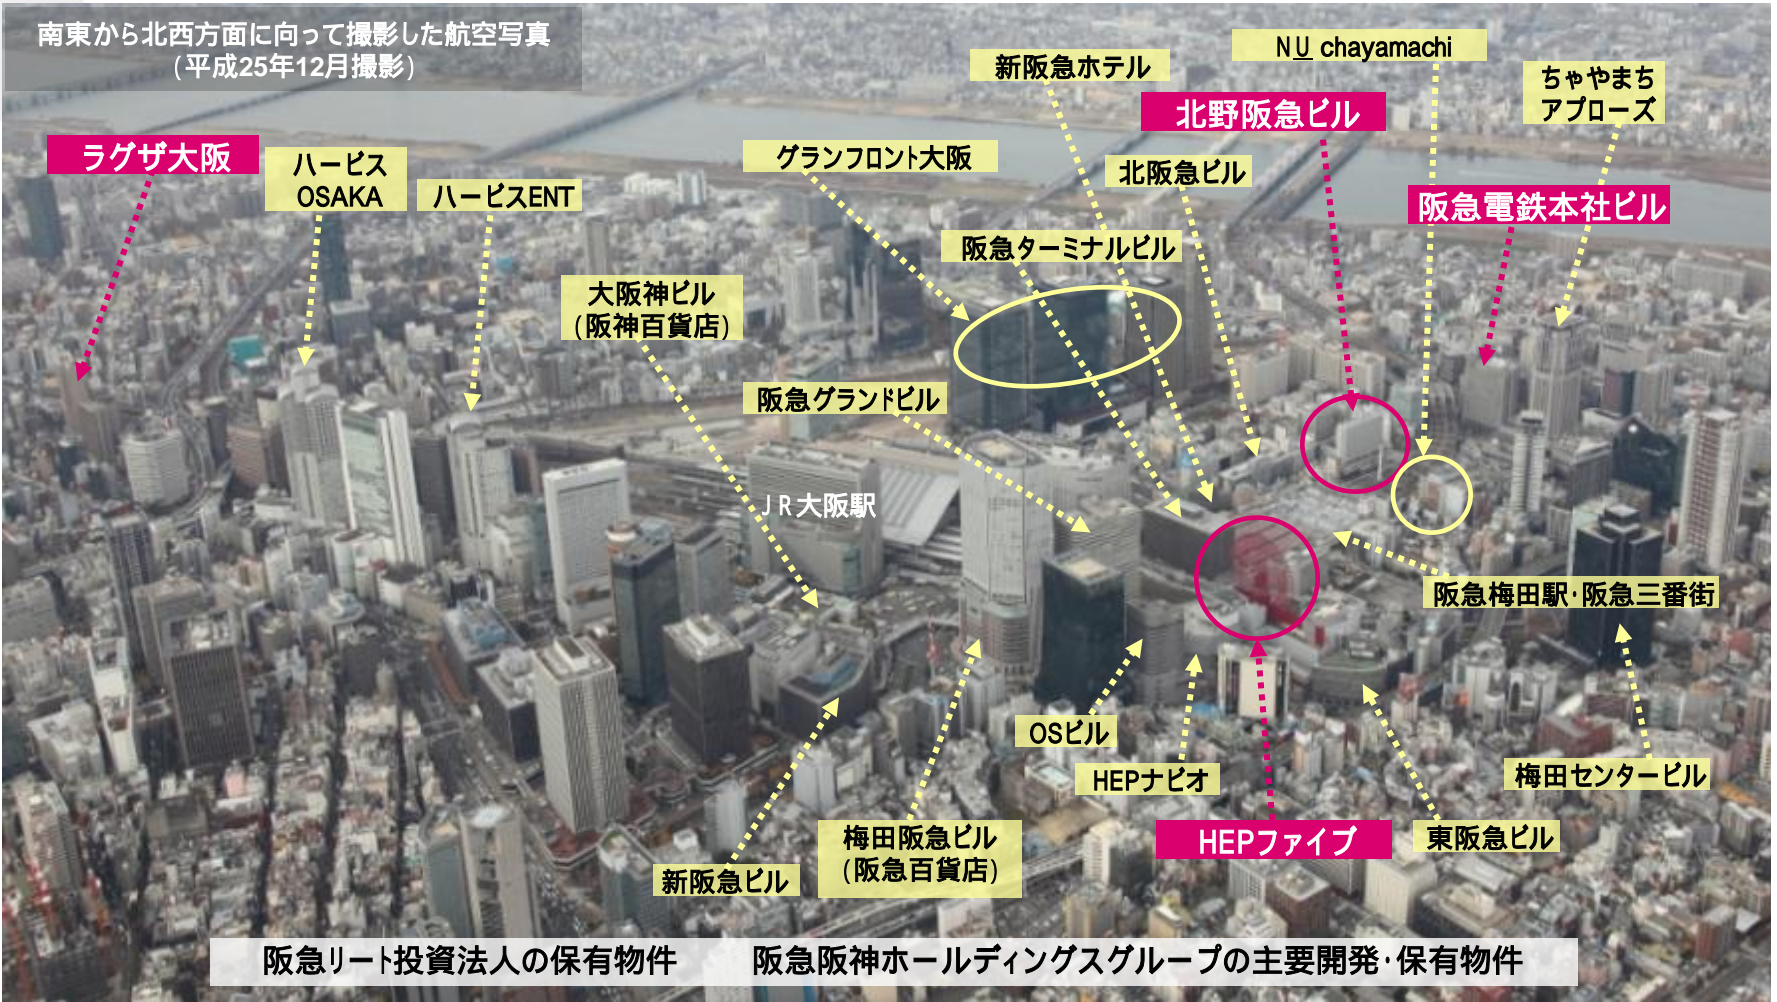 南東から北西方面に向って撮影した航空写真
(平成25年12月撮影)
新阪急ホテル
NU chayamachi
ちゃやまち
アプローズ
北野阪急ビル
ラグザ大阪
ハービス
OSAKA
ハービスENT
グランフロント大阪
北阪急ビル
阪急電鉄本社ビル
阪急ターミナルビル
大阪神ビル
(阪神百貨店)
阪急グランドビル
JR大阪駅
阪急梅田駅・阪急三番街
OSビル
HEPナビオ
梅田センタービル
梅田阪急ビル
(阪急百貨店)
HEPファイブ
東阪急ビル
新阪急ビル
阪急リート投資法人の保有物件
阪急阪神ホールディングスグループの主要開発・保有物件